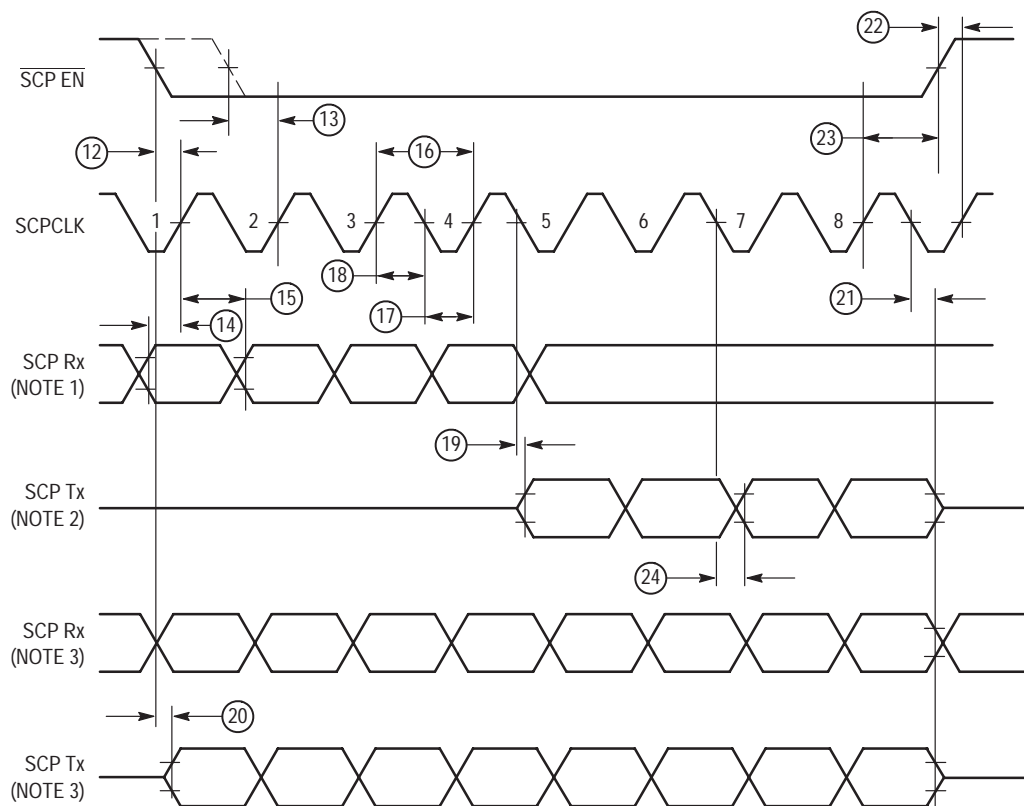 22
SCP EN
13
12
16
23
SCPCLK
1 2 3 4 5 6 7 8
18
15
21
14
17
SCP Rx
(NOTE 1)
19
SCP Tx
(NOTE 2)
24
SCP Rx
(NOTE 3)
20
SCP Tx
(NOTE 3)